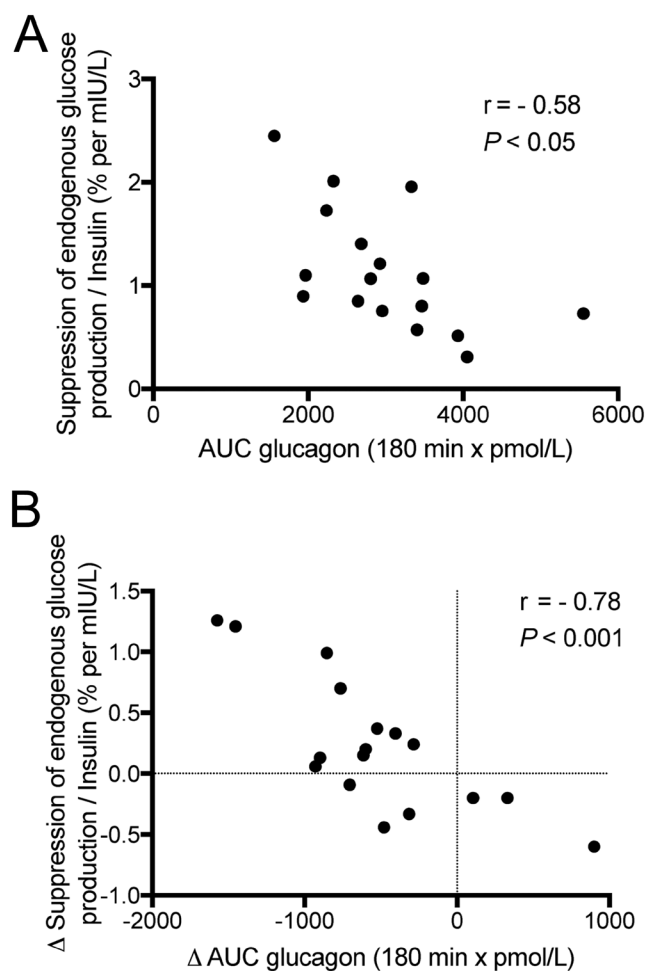 A
Suppression of endogenous glucose
production / Insulin (% per mIU/L)
3
2
1
0
r = - 0.58
P < 0.05
0 2000 4000 6000
AUC glucagon (180 min x pmol/L)
B
Δ Suppression of endogenous glucose
production / Insulin (% per mIU/L)
1.5
1.0
0.5
0.0
-0.5
-1.0
r = - 0.78
P < 0.001
-2000 -1000 0 1000
Δ AUC glucagon (180 min x pmol/L)